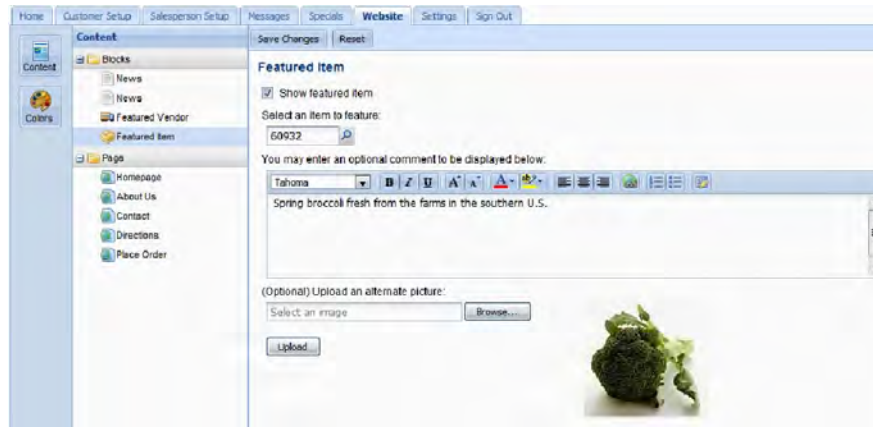 Home Customer Setup Salesperson Setup Messages Specials Website Settings Sign Out
Content
Colors
Content
Blocks
News
News
Featured Vendor
Featured Item
Page
Homepage
About Us
Contact
Directions
Place Order
Save Changes Reset
Featured Item
Show featured item
Select an item to feature:
60932
You may enter an optional comment to be displayed below:
Tahoma B I U A A A ab
Spring broccoli fresh from the farms in the southern U.S.
(Optional) Upload an alternate picture:
Select an image Browse...
Upload